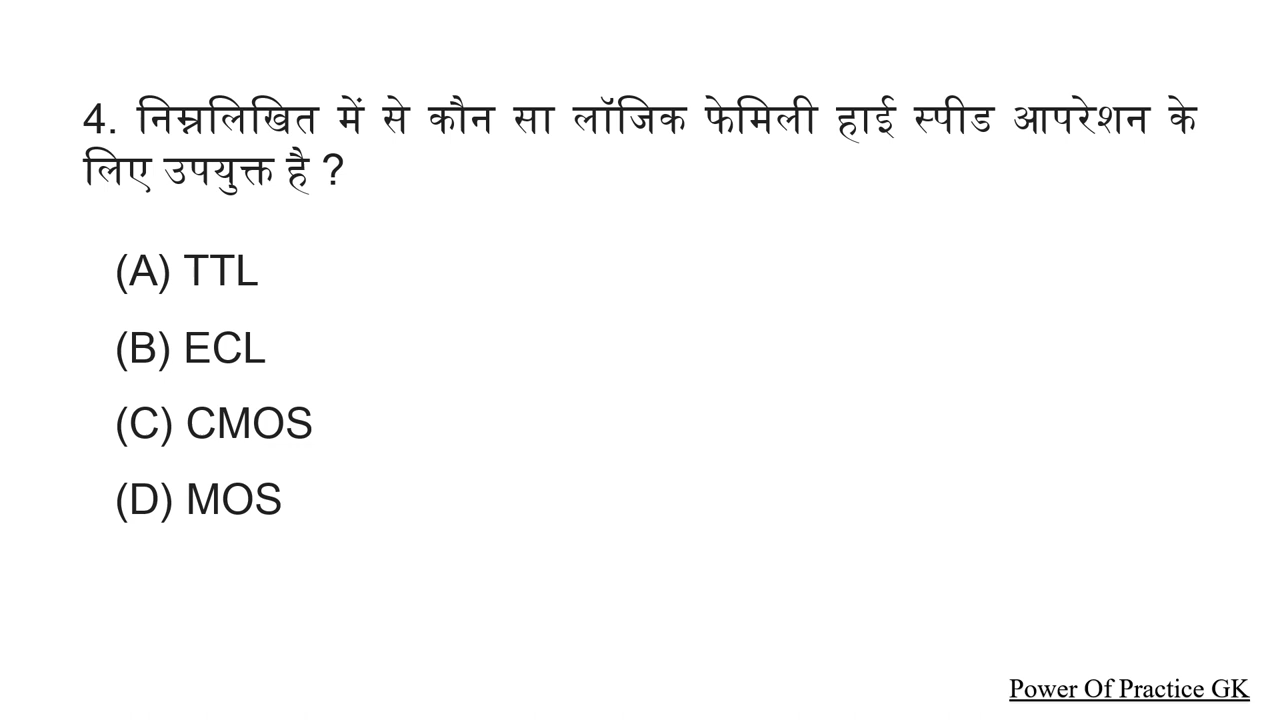 4. निम्नलिखित में से कौन सा लॉजिक फेमिली हाई स्पीड आपरेशन के
लिए उपयुक्त है ?
(A) TTL
(B) ECL
(C) CMOS
(D) MOS
Power Of Practice GK